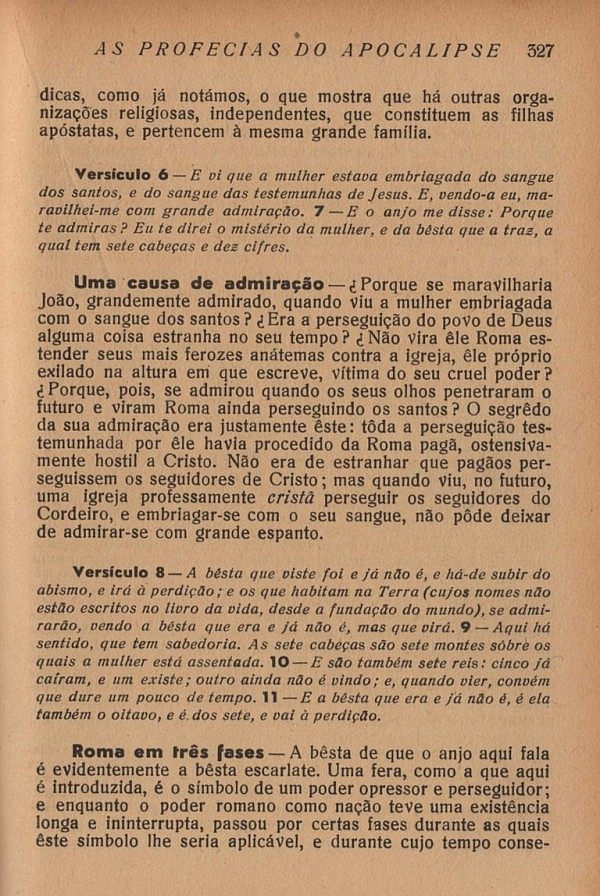 AS PROFECIAS DO APOCALIPSE 327
dicas, como já notámos, o que mostra que há outras orga-
nizações religiosas, independentes, que constituem as filhas
apóstatas, e pertencem à mesma grande família.
Versículo 6 — E vi que a mulher estava embriagada do sangue
dos santos, e do sangue das testemunhas de Jesus. E, vendo-a eu, ma-
ravilhei-me com grande admiração. 7 — E o anjo me disse: Porque
te admiras? Eu te direi o mistério da mulher, e da bêsta que a traz, a
qual tem sete cabeças e dez cifres.
Uma causa de admiração — ¿Porque se maravilharia
João, grandemente admirado, quando viu a mulher embriagada
com o sangue dos santos? ¿Era a perseguição do povo de Deus
alguma coisa estranha no seu tempo? ¿Não vira êle Roma es-
tender seus mais ferozes anátemas contra a igreja, êle próprio
exilado na altura em que escreve, vítima do seu cruel poder?
¿Porque, pois, se admirou quando os seus olhos penetraram o
futuro e viram Roma ainda perseguindo os santos? O segrêdo
da sua admiração era justamente êste: tôda a perseguição tes-
temunhada por êle havia procedido da Roma pagã, ostensiva-
mente hostil a Cristo. Não era de estranhar que pagãos per-
seguissem os seguidores de Cristo; mas quando viu, no futuro,
uma igreja professamente cristã perseguir os seguidores do
Cordeiro, e embriagar-se com o seu sangue, não pôde deixar
de admirar-se com grande espanto.
Versículo 8 — A bêsta que viste foi e já não é, e há-de subir do
abismo, e irá à perdição; e os que habitam na Terra (cujos nomes não
estão escritos no livro da vida, desde a fundação do mundo), se admi-
rarão, vendo a bêsta que era e já não é, mas que virá. 9 — Aqui há
sentido, que tem sabedoria. As sete cabeças são sete montes sôbre os
quais a mulher está assentada. 10 — E são também sete reis: cinco já
caíram, e um existe; outro ainda não é vindo; e, quando vier, convém
que dure um pouco de tempo. 11 — E a bêsta que era e já não é, é ela
também o oitavo, e é dos sete, e vai à perdição.
Roma em três fases — A bêsta de que o anjo aqui fala
é evidentemente a bêsta escarlate. Uma fera, como a que aqui
é introduzida, é o símbolo de um poder opressor e perseguidor;
e enquanto o poder romano como nação teve uma existência
longa e ininterrupta, passou por certas fases durante as quais
êste símbolo lhe seria aplicável, e durante cujo tempo conse-